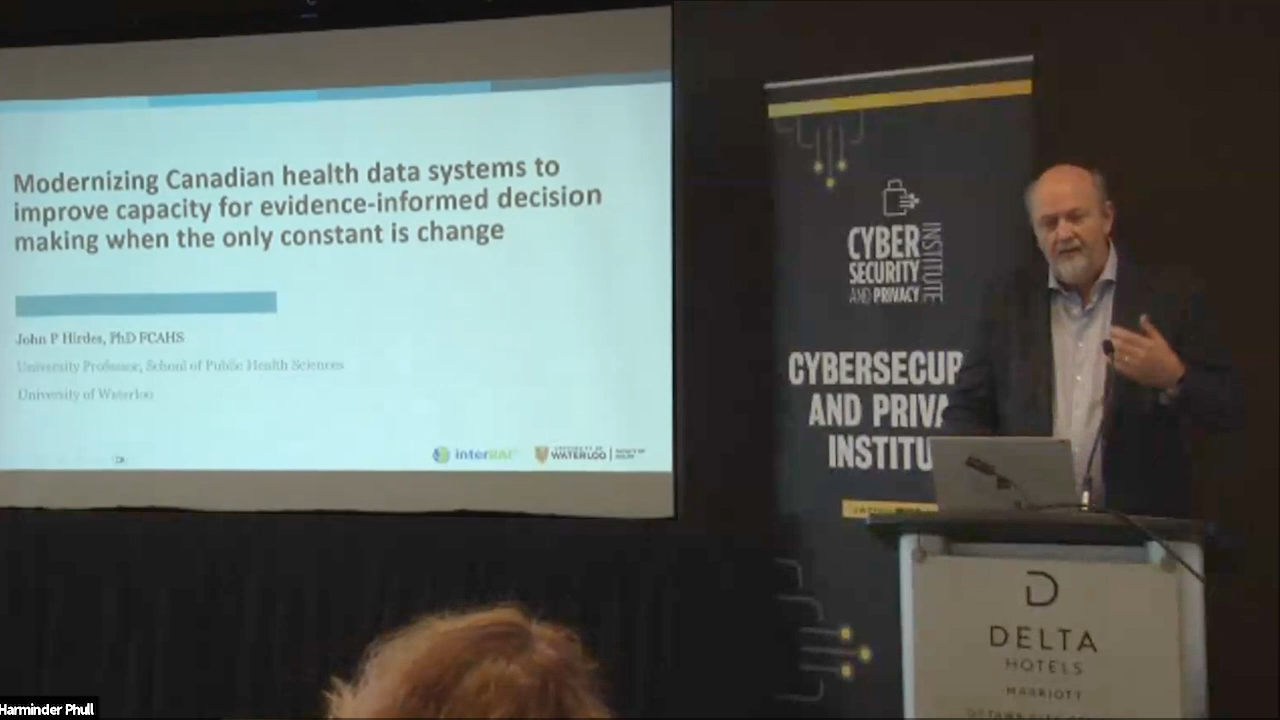 Modernizing Canadian health data systems to
improve capacity for evidence-informed decision
making when the only constant is change
John P Hirdes, PhD FCAHS
University Professor, School of Public Health Sciences
University of Waterloo
interRAI
UNIVERSITY OF
WATERLOO
CYBER
SECURITY
AND PRIVACY
INSTITUTE
CYBERSECUR
AND PRIVA
INSTITU
DELTA
HOTELS
MARRIOTT
Harminder Phull